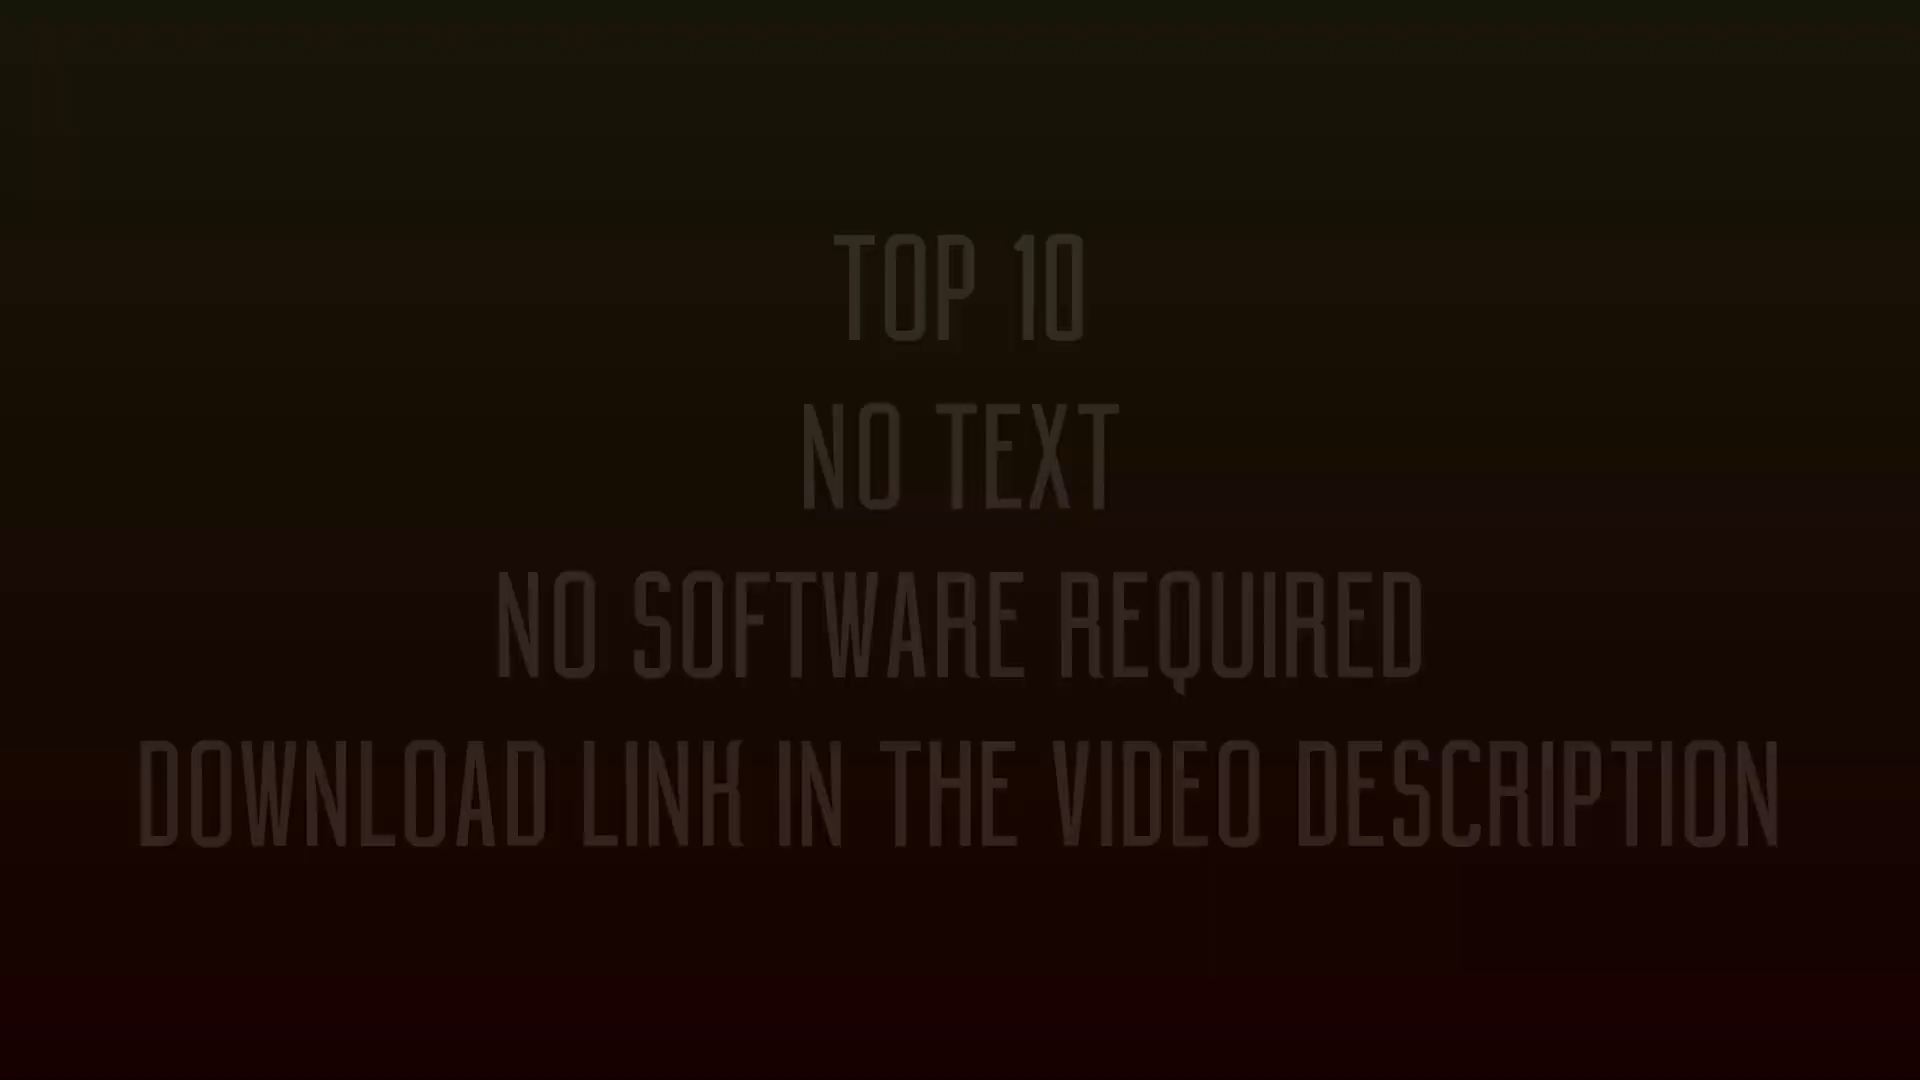 TOP 10
NO TEXT
NO SOFTWARE REQUIRED
DOWNLOAD LINK IN THE VIDEO DESCRIPTION